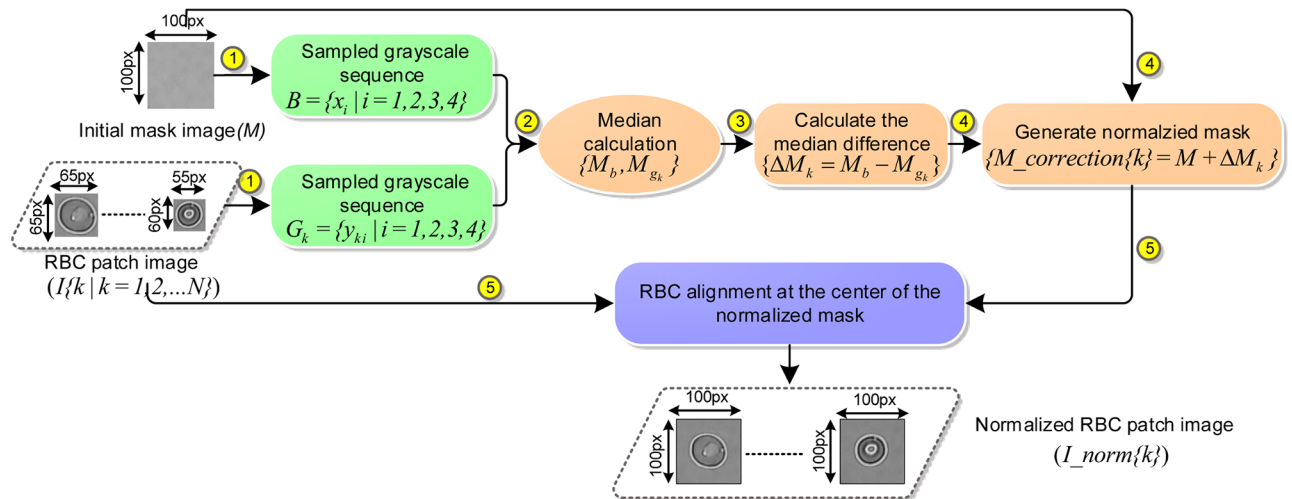 100px
100px
Initial mask image(M)
1
Sampled grayscale
sequence
B = {x_i | i = 1,2,3,4}
65px
65px
55px
60px
RBC patch image
(I{k | k = 1,2,...N})
1
Sampled grayscale
sequence
G_k = {y_ki | i = 1,2,3,4}
2
Median
calculation
{M_b, M_g_k}
3
Calculate the
median difference
{ΔM_k = M_b − M_g_k}
4
4
Generate normalzied mask
{M_correction{k} = M + ΔM_k}
5
5
RBC alignment at the center of the
normalized mask
100px
100px
100px
100px
Normalized RBC patch image
(I_norm{k})